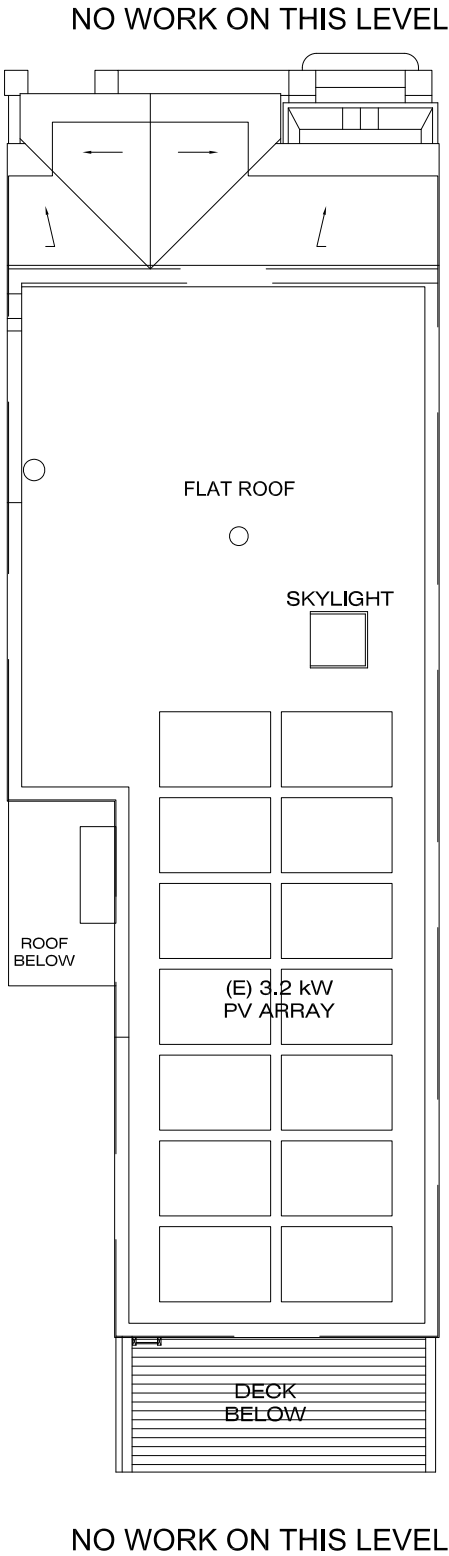 NO WORK ON THIS LEVEL
FLAT ROOF
SKYLIGHT
ROOF
BELOW
(E) 3.2 kW
PV ARRAY
DECK
BELOW
NO WORK ON THIS LEVEL